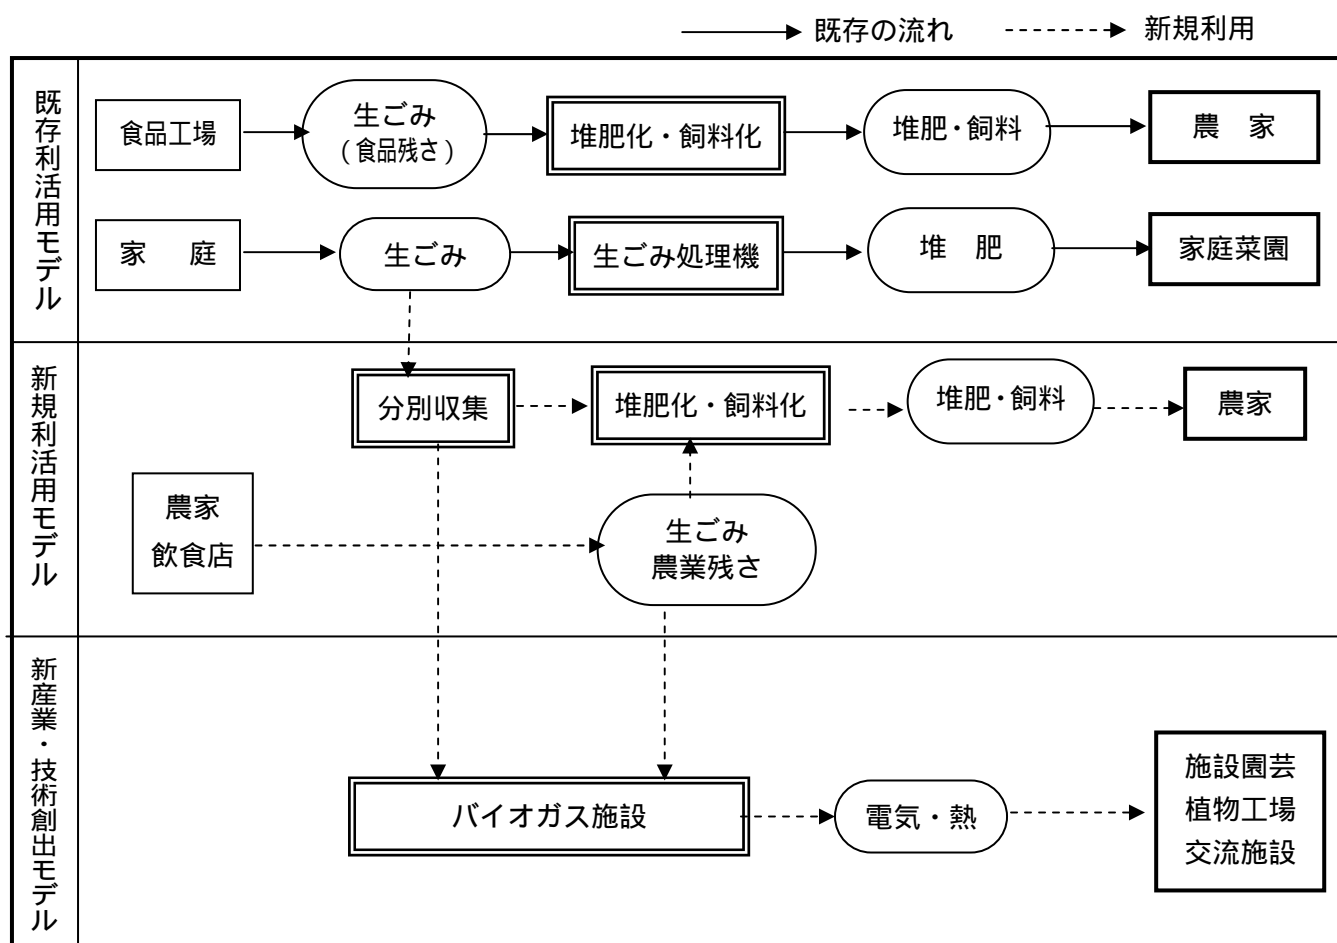 既存の流れ
新規利用
既存利活用モデル
食品工場
生ごみ
（食品残さ）
堆肥化・飼料化
堆肥・飼料
農　家
家　庭
生ごみ
生ごみ処理機
堆　肥
家庭菜園
新規利活用モデル
分別収集
堆肥化・飼料化
堆肥・飼料
農家
農家
飲食店
生ごみ
農業残さ
新産業・技術創出モデル
バイオガス施設
電気・熱
施設園芸
植物工場
交流施設